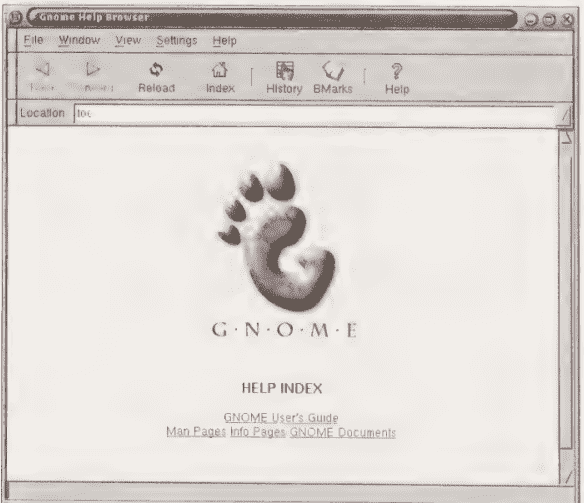 Gnome Help Browser
File Window View Settings Help
Reload Index History BMarks Help
Location toc
G·N·O·M·E
HELP INDEX
GNOME User's Guide
Man Pages Info Pages GNOME Documents